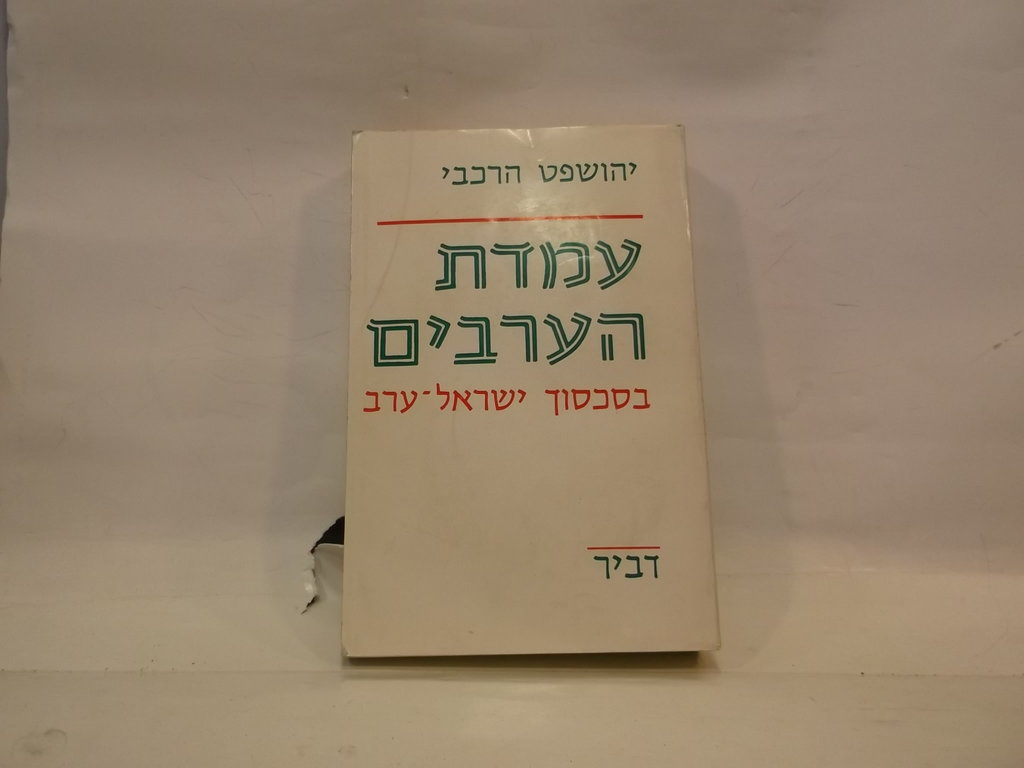 יהושפט הרכבי
עמדת
הערבים
בסכסוך ישראל-ערב
דביר